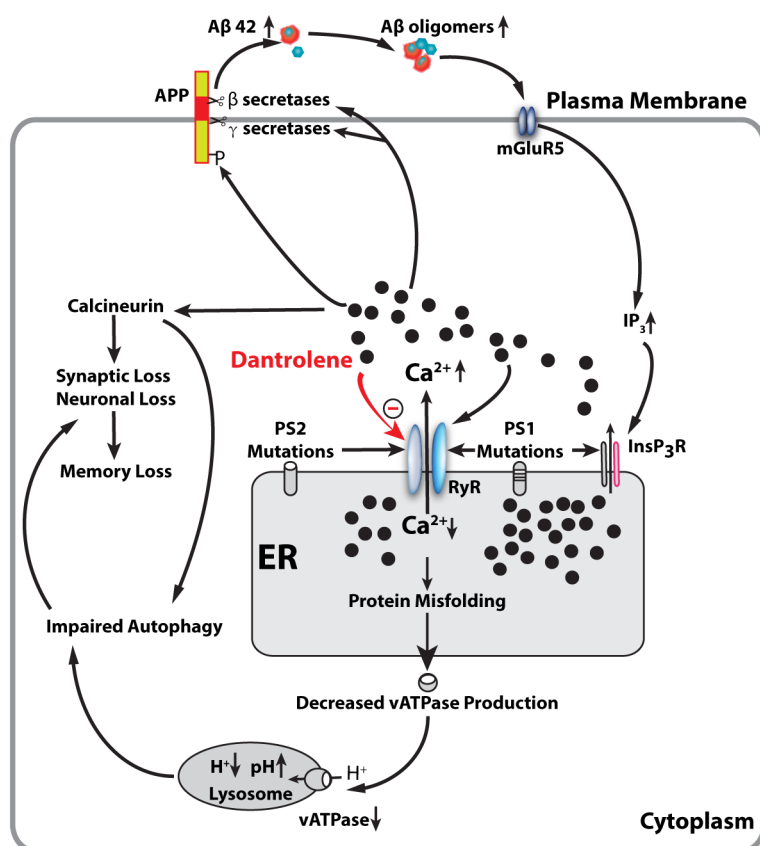 Aβ 42
Aβ oligomers
APP
β secretases
γ secretases
P
Plasma Membrane
mGluR5
Calcineurin
IP₃
Dantrolene
Ca²⁺
Synaptic Loss
Neuronal Loss
Memory Loss
PS2
Mutations
PS1
Mutations
InsP₃R
RyR
Ca²⁺
ER
Protein Misfolding
Impaired Autophagy
Decreased vATPase Production
H⁺ pH
H⁺
Lysosome
vATPase
Cytoplasm